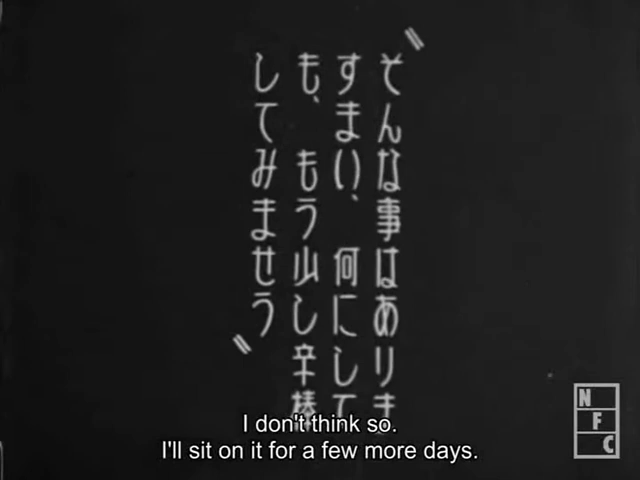 〝そんな事はありま
すまい、何にして
も、もう少し辛棒
してみませう〟
I don't think so.
I'll sit on it for a few more days.
NFC